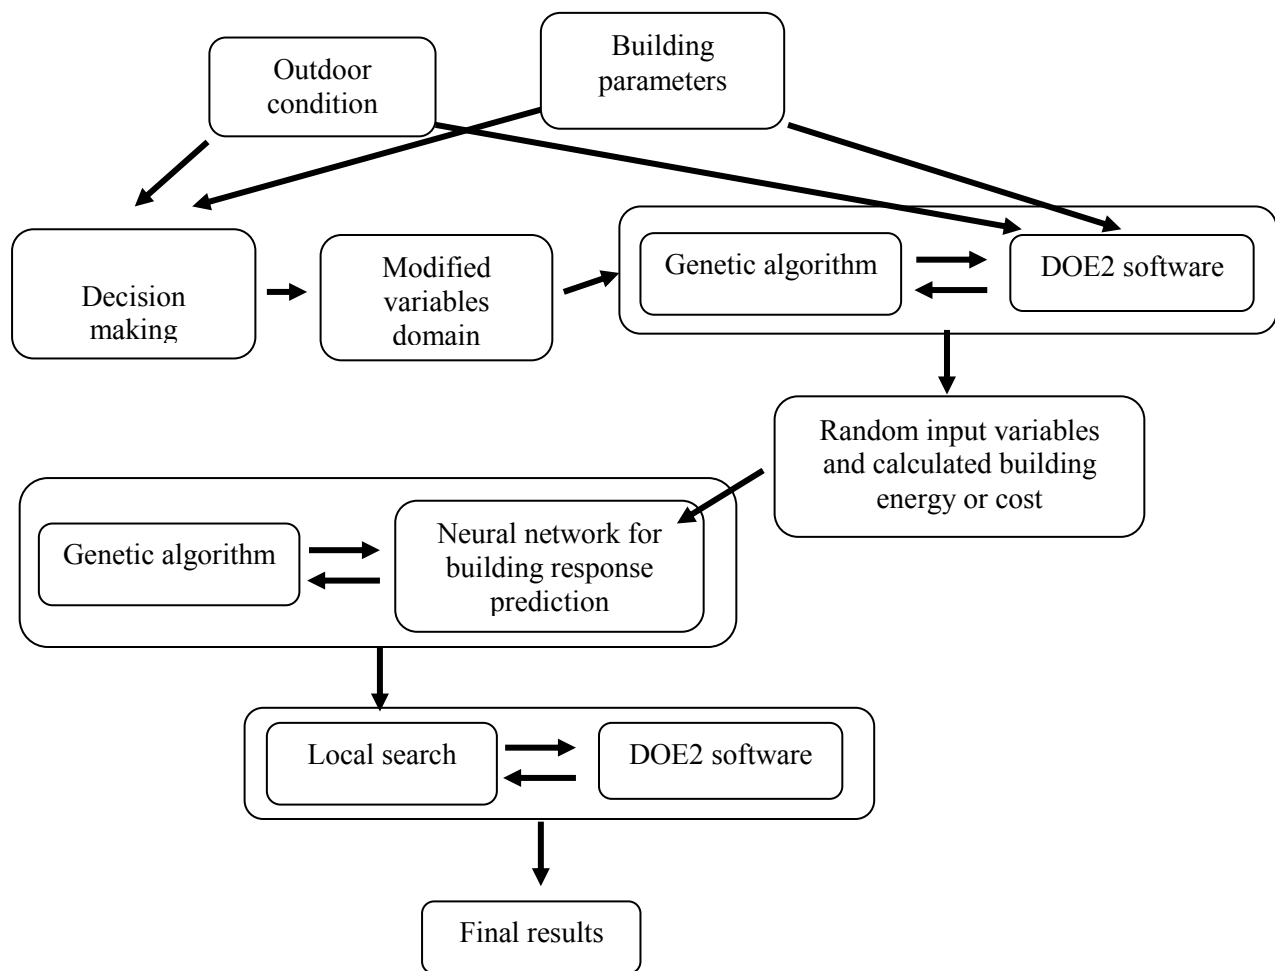 Outdoor
condition
Building
parameters
Decision
making
Modified
variables
domain
Genetic algorithm
DOE2 software
Random input variables
and calculated building
energy or cost
Genetic algorithm
Neural network for
building response
prediction
Local search
DOE2 software
Final results